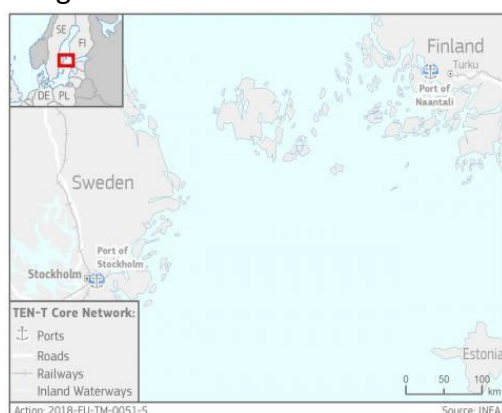 SE
FI
DE
PL
Finland
Turku
Port of
Naantali
Sweden
Port of
Stockholm
Stockholm
TEN-T Core Network:
Ports
Roads
Railways
Inland Waterways
Estonia
0 50 100
km
Action: 2018-EU-TM-0051-S
Source: INEA